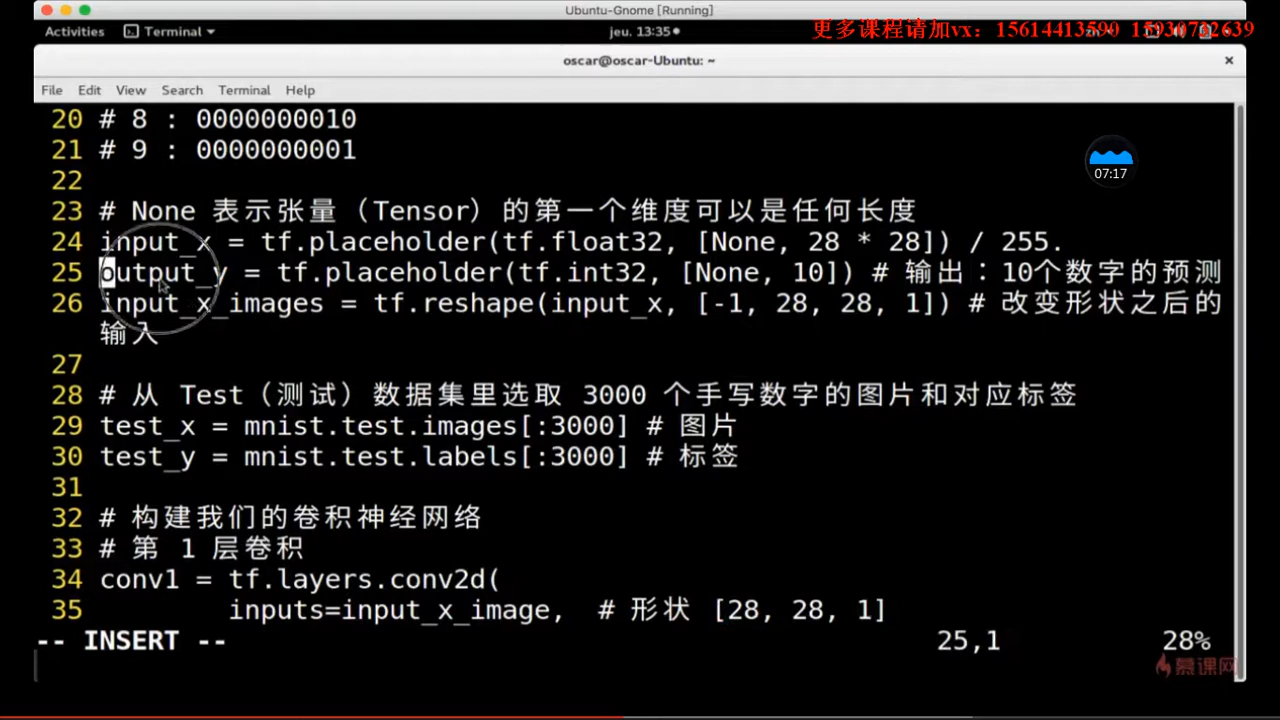 Ubuntu-Gnome [Running]
Activities Terminal jeu. 13:35
更多课程请加vx：15614413590 15930712639
oscar@oscar-Ubuntu: ~
File Edit View Search Terminal Help
20 # 8 : 0000000010
21 # 9 : 0000000001
22
07:17
23 # None 表示张量（Tensor）的第一个维度可以是任何长度
24 input_x = tf.placeholder(tf.float32, [None, 28 * 28]) / 255.
25 output_y = tf.placeholder(tf.int32, [None, 10]) # 输出：10个数字的预测
26 input_x_images = tf.reshape(input_x, [-1, 28, 28, 1]) # 改变形状之后的
输入
27
28 # 从 Test（测试）数据集里选取 3000 个手写数字的图片和对应标签
29 test_x = mnist.test.images[:3000] # 图片
30 test_y = mnist.test.labels[:3000] # 标签
31
32 # 构建我们的卷积神经网络
33 # 第 1 层卷积
34 conv1 = tf.layers.conv2d(
35 inputs=input_x_image, # 形状 [28, 28, 1]
-- INSERT -- 25,1 28%
慕课网